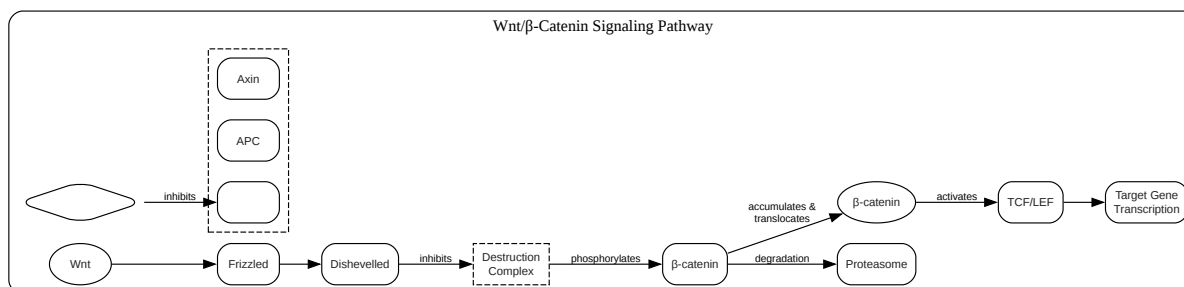 Wnt/β-Catenin Signaling Pathway
Axin
APC
inhibits
accumulates &
translocates
β-catenin
activates
TCF/LEF
Target Gene
Transcription
Wnt
Frizzled
Dishevelled
inhibits
Destruction
Complex
phosphorylates
β-catenin
degradation
Proteasome